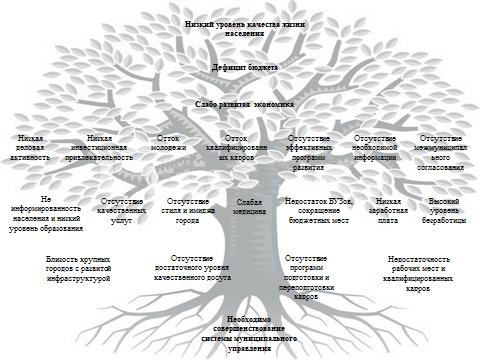 Низкий уровень качества жизни
населения
Дефицит бюджета
Слабо развитая экономика
Низкая
деловая
активность
Низкая
инвестиционная
привлекательность
Отток
молодежи
Отток
квалифицированн
ых кадров
Отсутствие
эффективных
программ
развития
Отсутствие
необходимой
информации
Отсутствие
межмуниципал
ьного
согласования
Не
информированность
населения и низкий
уровень образования
Отсутствие
качественных
услуг
Отсутствие
стиля и имиджа
города
Слабая
медицина
Недостаток ВУЗов,
сокращение
бюджетных мест
Низкая
заработная
плата
Высокий
уровень
безработицы
Близость крупных
городов с развитой
инфраструктурой
Отсутствие
достаточного уровня
качественного досуга
Отсутствие
программ
подготовки и
переподготовки
кадров
Недостаточность
рабочих мест и
квалифицированных
кадров
Необходимо
совершенствование
системы муниципального
управления